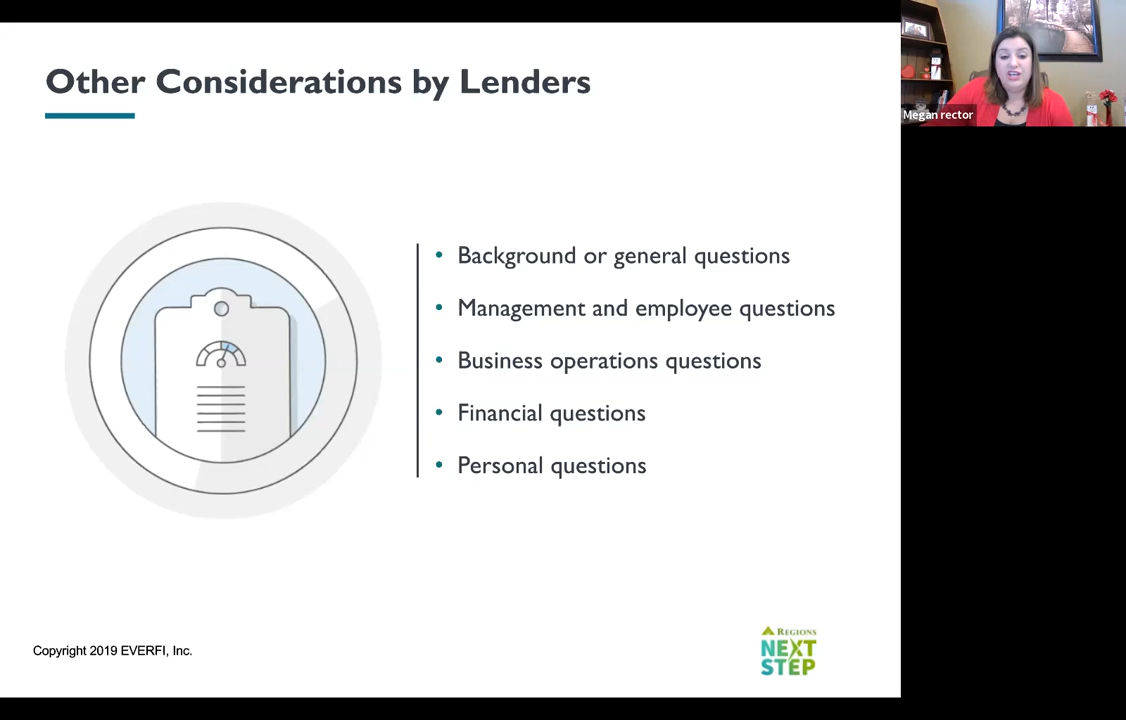 Other Considerations by Lenders
Megan rector
• Background or general questions
• Management and employee questions
• Business operations questions
• Financial questions
• Personal questions
Copyright 2019 EVERFI, Inc.
REGIONS
NEXT
STEP